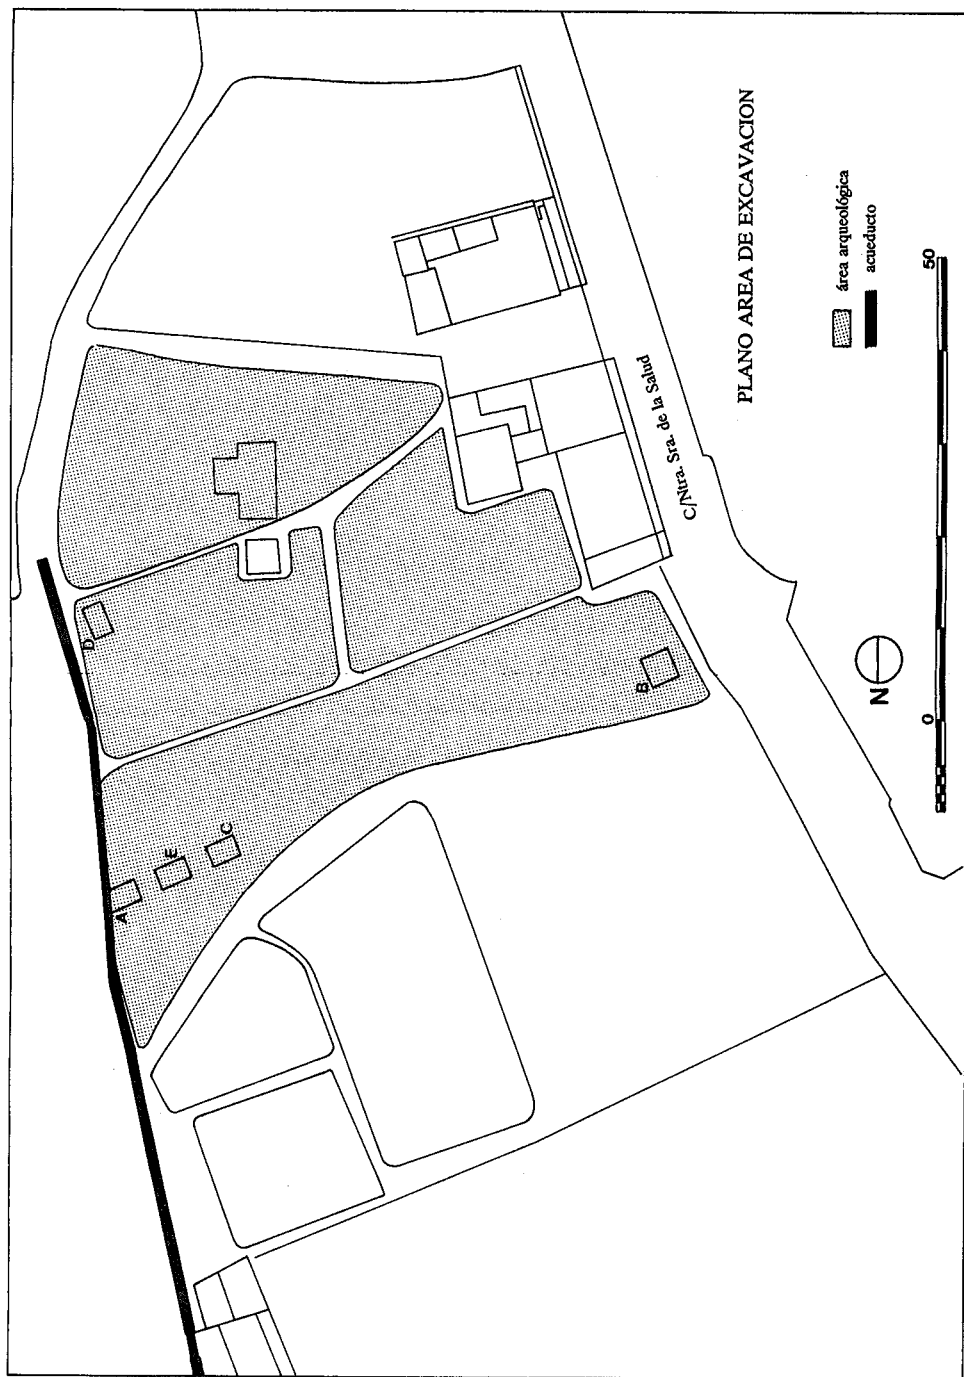 PLANO AREA DE EXCAVACION
área arqueológica
acueducto
C/Ntra. Sra. de la Salud
A
E
C
D
B
N
0
50